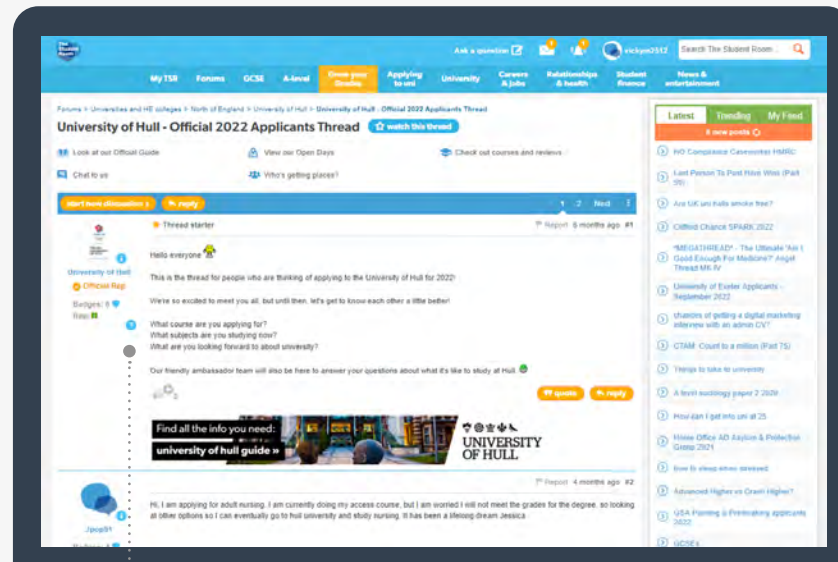 The Student Room
Ask a question
vickym2512
Search The Student Room
My TSR
Forums
GCSE
A-level
Applying to uni
University
Careers & jobs
Relationships & health
Student finance
News & entertainment
Forums > Universities and HE colleges > North of England > University of Hull > University of Hull - Official 2022 Applicants Thread
University of Hull - Official 2022 Applicants Thread
watch this thread
Look at our Official Guide
View our Open Days
Check out courses and reviews
Chat to us
Who's getting places?
start new discussion
reply
1 2 Next
University of Hull
Official Rep
Badges: 8
Rep:
Thread starter
Report 6 months ago #1
Hello everyone
This is the thread for people who are thinking of applying to the University of Hull for 2022!
We're so excited to meet you all, but until then, let's get to know each other a little better!
What course are you applying for?
What subjects are you studying now?
What are you looking forward to about university?
Our friendly ambassador team will also be here to answer your questions about what it's like to study at Hull.
quote
reply
Find all the info you need:
university of hull guide »
UNIVERSITY
OF HULL
Report 4 months ago #2
Jpop91
Hi, I am applying for adult nursing. I am currently doing my access course, but I am worried I will not meet the grades for the degree, so looking
at other options so I can eventually go to hull university and study nursing. It has been a lifelong dream Jessica
Latest
Trending
My Feed
6 new posts
HO Compliance Caseworker HMRC
Last Person To Post Here Wins (Part
Are UK uni halls smoke free?
Clifford Chance SPARK 2022
*MEGATHREAD* - The Ultimate 'Am I
Good Enough For Medicine?' Angel
Thread MK IV
University of Exeter Applicants -
September 2022
chances of getting a digital marketing
interview with an admin CV?
CTAM: Count to a million (Part 75)
Things to take to university
A level sociology paper 2 2020
How can I get into uni at 25
Home Office AO Asylum & Protection
Group 2021
how to sleep when stressed
Advanced Higher vs Crash Higher?
GSA Painting & Printmaking applicants
2022
GCSEs